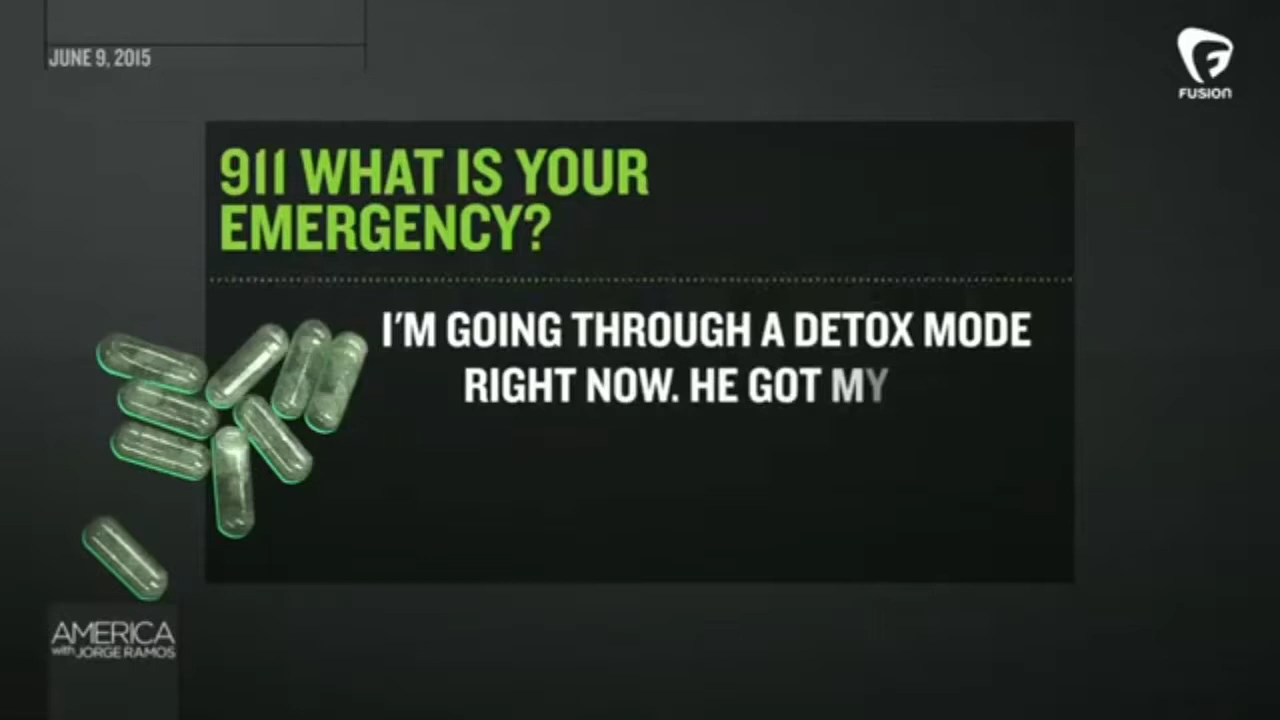 JUNE 9, 2015
FUSION
911 WHAT IS YOUR
EMERGENCY?
I'M GOING THROUGH A DETOX MODE
RIGHT NOW. HE GOT MY
AMERICA
with JORGE RAMOS